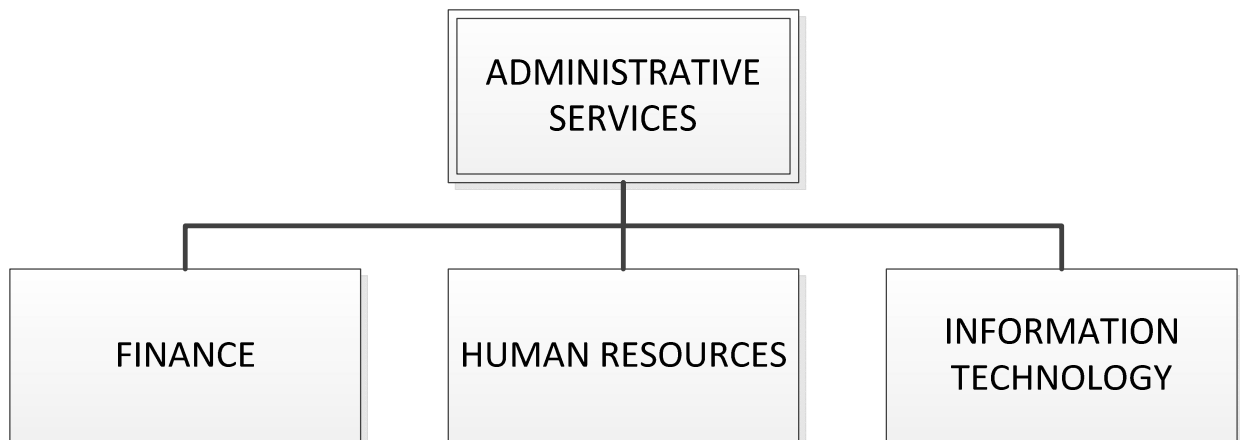 ADMINISTRATIVE
SERVICES
FINANCE
HUMAN RESOURCES
INFORMATION
TECHNOLOGY